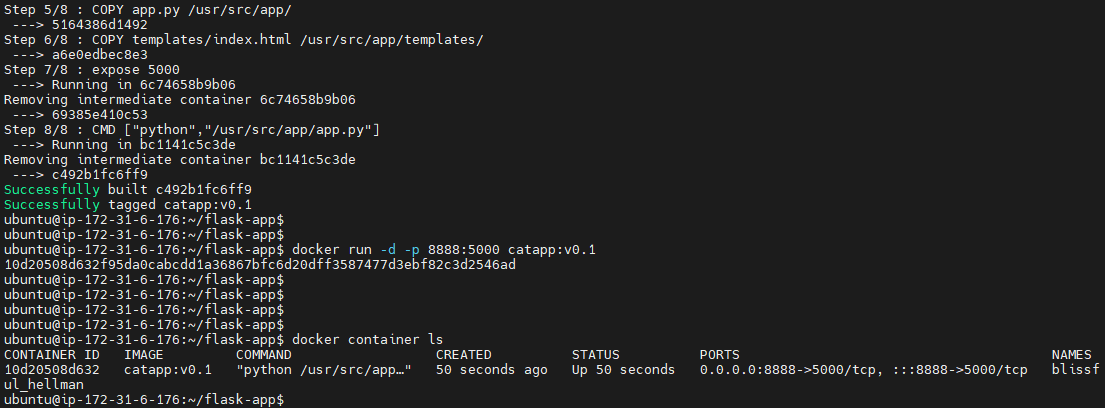 Step 5/8 : COPY app.py /usr/src/app/
 ---> 5164386d1492
Step 6/8 : COPY templates/index.html /usr/src/app/templates/
 ---> a6e0edbec8e3
Step 7/8 : expose 5000
 ---> Running in 6c74658b9b06
Removing intermediate container 6c74658b9b06
 ---> 69385e410c53
Step 8/8 : CMD ["python","/usr/src/app/app.py"]
 ---> Running in bc1141c5c3de
Removing intermediate container bc1141c5c3de
 ---> c492b1fc6ff9
Successfully built c492b1fc6ff9
Successfully tagged catapp:v0.1
ubuntu@ip-172-31-6-176:~/flask-app$
ubuntu@ip-172-31-6-176:~/flask-app$
ubuntu@ip-172-31-6-176:~/flask-app$ docker run -d -p 8888:5000 catapp:v0.1
10d20508d632f95da0cabcdd1a36867bfc6d20dff3587477d3ebf82c3d2546ad
ubuntu@ip-172-31-6-176:~/flask-app$
ubuntu@ip-172-31-6-176:~/flask-app$
ubuntu@ip-172-31-6-176:~/flask-app$
ubuntu@ip-172-31-6-176:~/flask-app$
ubuntu@ip-172-31-6-176:~/flask-app$ docker container ls
CONTAINER ID   IMAGE         COMMAND                  CREATED          STATUS          PORTS                                       NAMES
10d20508d632   catapp:v0.1   "python /usr/src/app…"   50 seconds ago   Up 50 seconds   0.0.0.0:8888->5000/tcp, :::8888->5000/tcp   blissf
ul_hellman
ubuntu@ip-172-31-6-176:~/flask-app$